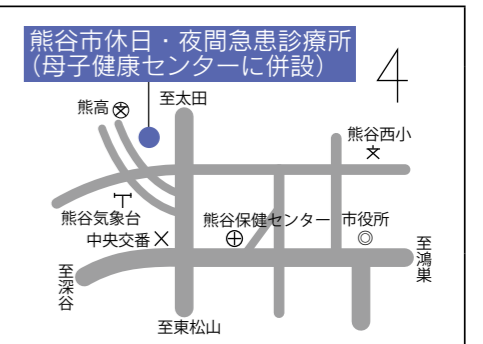 熊谷市休日・夜間急患診療所
（母子健康センターに併設）
至太田
熊高
熊谷西小
文
熊谷気象台
熊谷保健センター
市役所
中央交番
至鴻巣
至深谷
至東松山